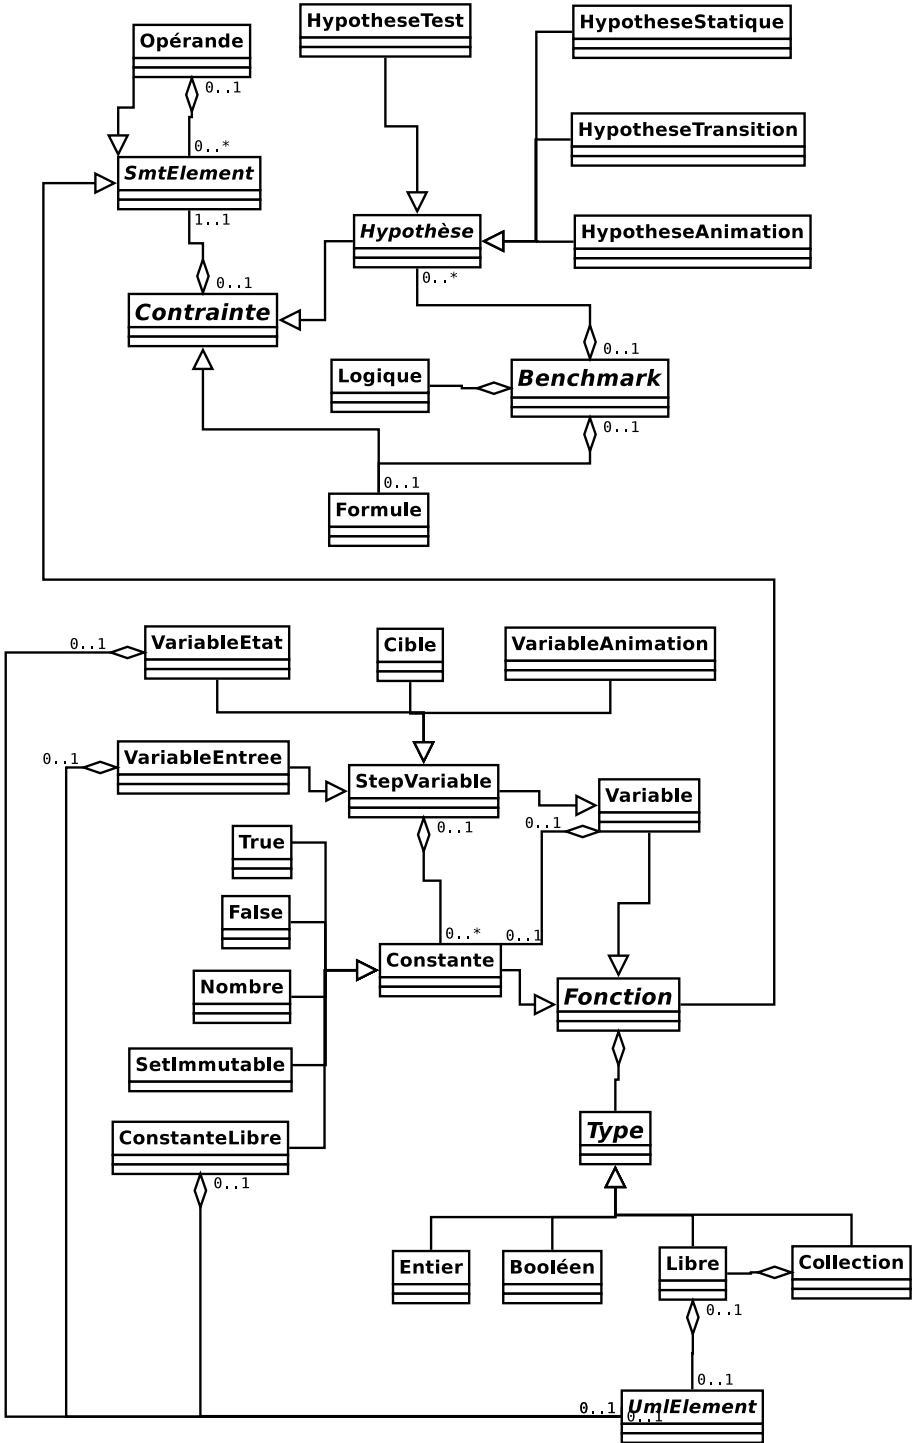 HypotheseTest
HypotheseStatique
Opérande
0..1
HypotheseTransition
0..*
SmtElement
1..1
Hypothèse
HypotheseAnimation
0..*
0..1
Contrainte
0..1
Logique
Benchmark
0..1
0..1
Formule
VariableEtat
0..1
Cible
VariableAnimation
0..1
VariableEntree
StepVariable
Variable
0..1
0..1
True
False
0..*
0..1
Constante
Nombre
Fonction
SetImmutable
ConstanteLibre
Type
0..1
Entier
Booléen
Libre
Collection
0..1
0..1
0..1
0..1
UmlElement